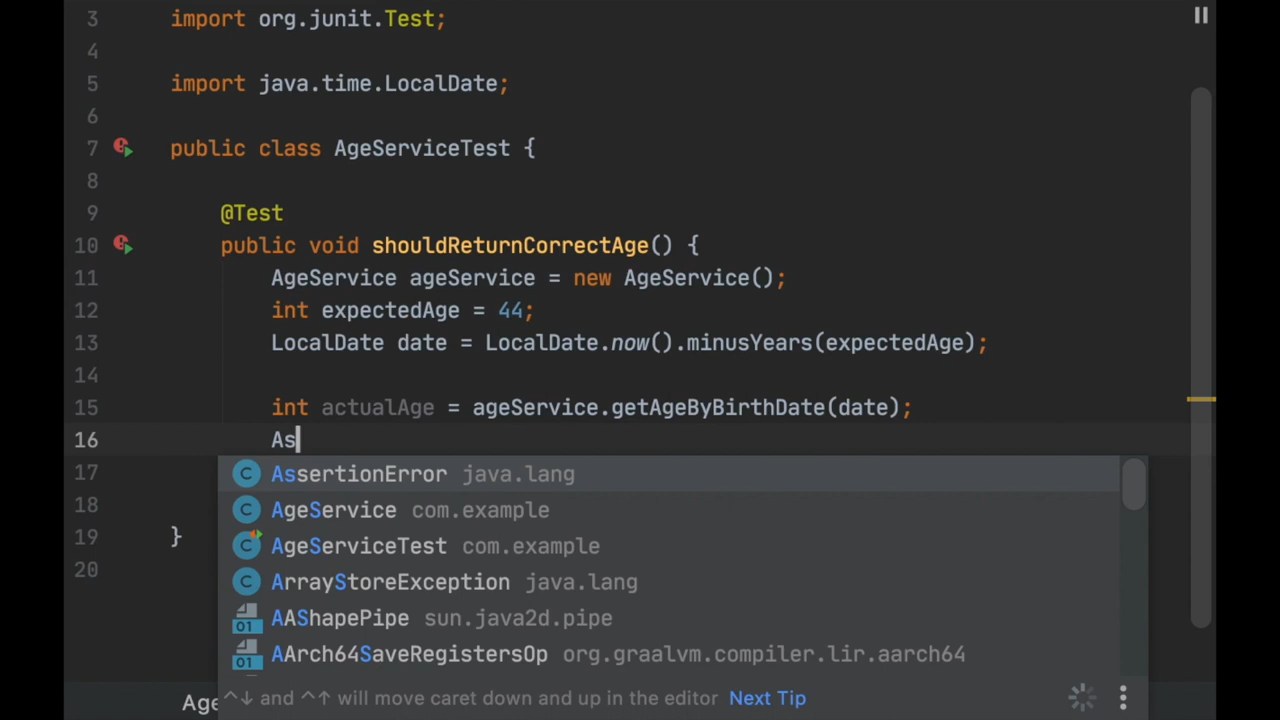 3 import org.junit.Test;
4
5 import java.time.LocalDate;
6
7 public class AgeServiceTest {
8
9 @Test
10 public void shouldReturnCorrectAge() {
11 AgeService ageService = new AgeService();
12 int expectedAge = 44;
13 LocalDate date = LocalDate.now().minusYears(expectedAge);
14
15 int actualAge = ageService.getAgeByBirthDate(date);
16 As
17 C AssertionError java.lang
18 C AgeService com.example
C AgeServiceTest com.example
19 }
C ArrayStoreException java.lang
20
01 AAShapePipe sun.java2d.pipe
01 AArch64SaveRegistersOp org.graalvm.compiler.lir.aarch64
Age ^↓ and ^↑ will move caret down and up in the editor Next Tip